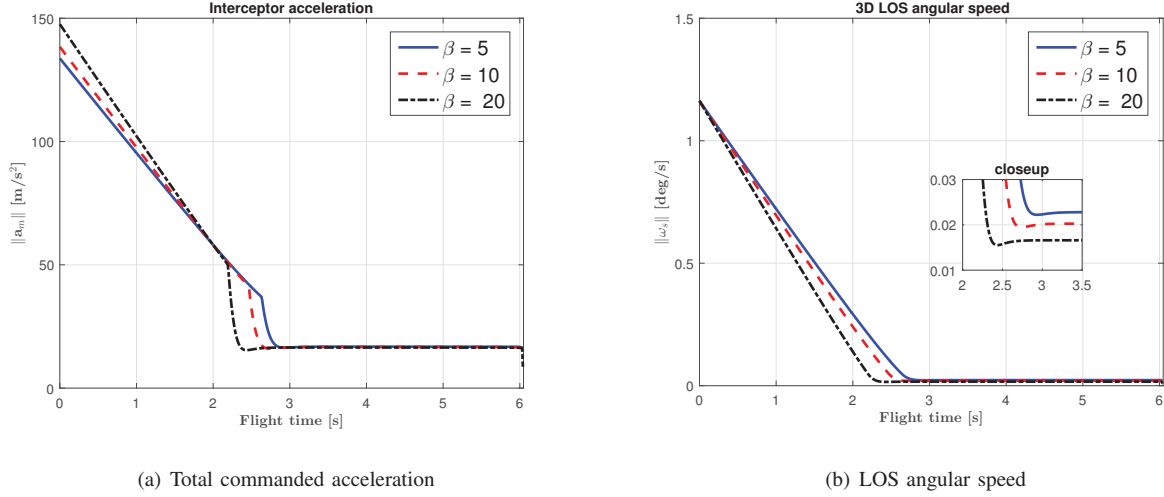 Interceptor acceleration
150
100
50
0
0 1 2 3 4 5 6
‖a_m‖ [m/s²]
Flight time [s]
β = 5
β = 10
β = 20
(a) Total commanded acceleration
3D LOS angular speed
1.5
1
0.5
0
0 1 2 3 4 5 6
‖ω_s‖ [deg/s]
Flight time [s]
β = 5
β = 10
β = 20
closeup
0.03
0.02
0.01
2 2.5 3 3.5
(b) LOS angular speed